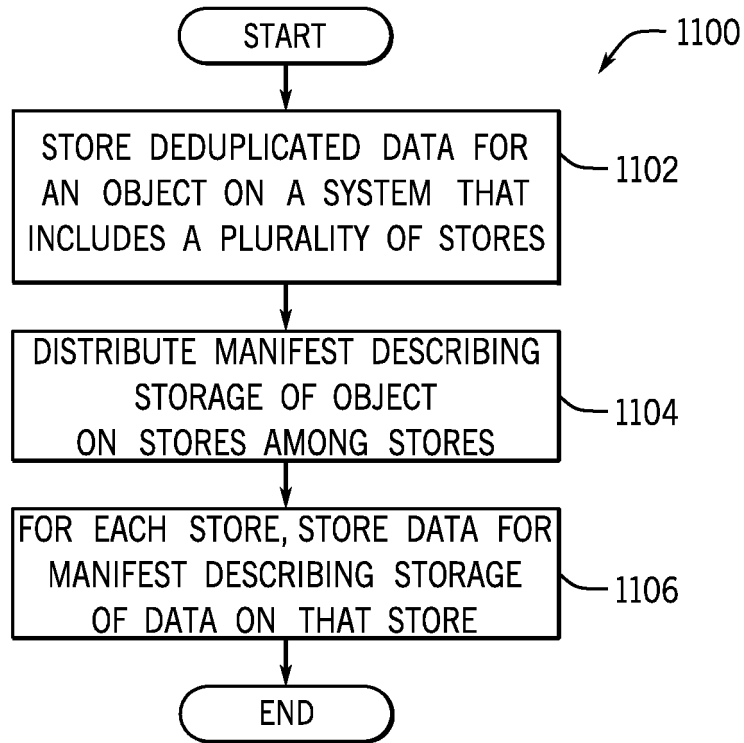 START
1100
STORE DEDUPLICATED DATA FOR
AN OBJECT ON A SYSTEM THAT
INCLUDES A PLURALITY OF STORES
1102
DISTRIBUTE MANIFEST DESCRIBING
STORAGE OF OBJECT
ON STORES AMONG STORES
1104
FOR EACH STORE, STORE DATA FOR
MANIFEST DESCRIBING STORAGE
OF DATA ON THAT STORE
1106
END